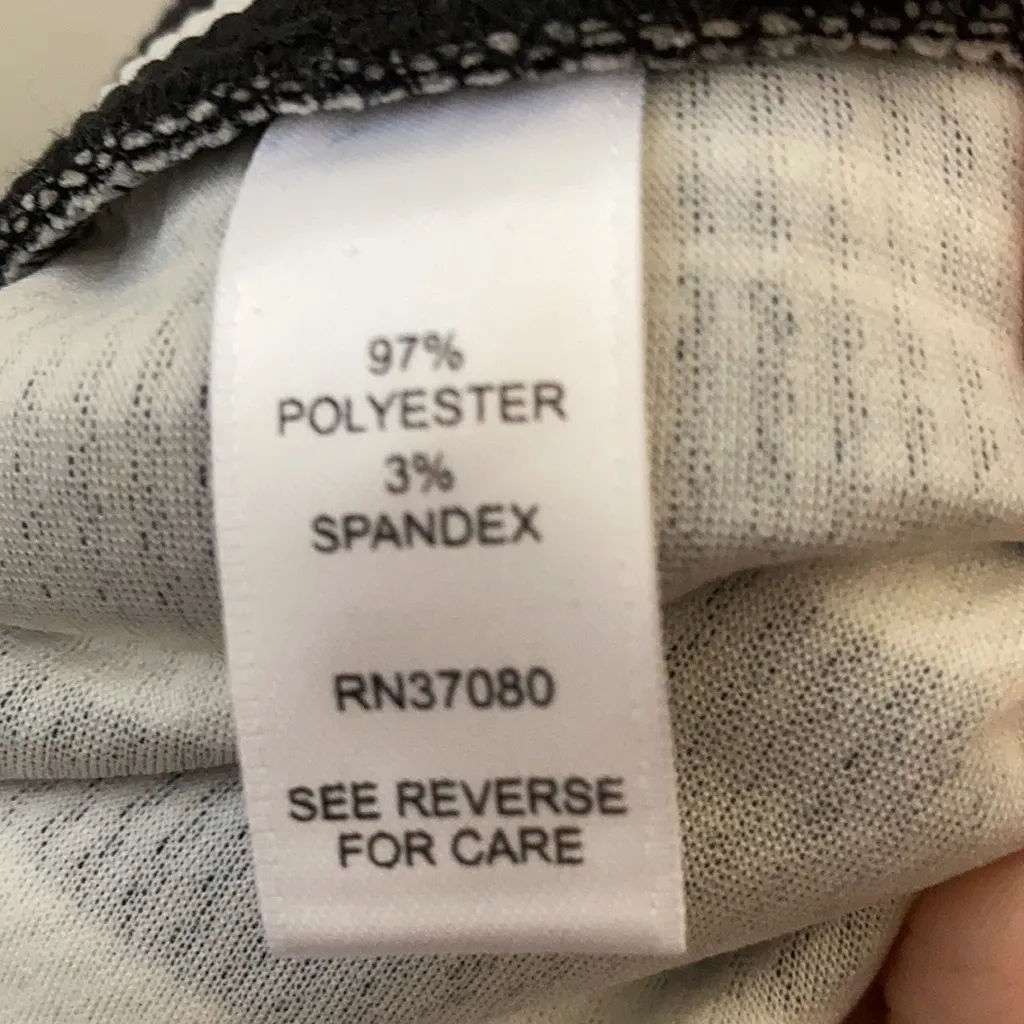 97%
POLYESTER
3%
SPANDEX
RN37080
SEE REVERSE
FOR CARE